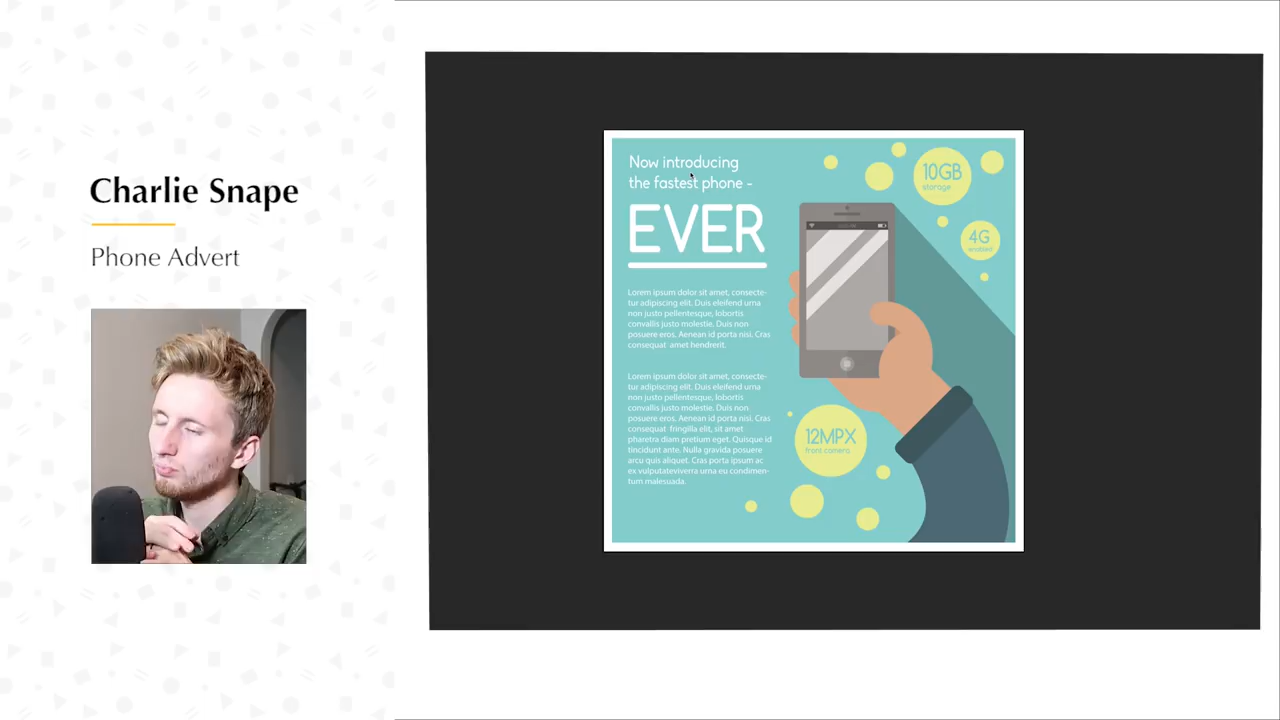 Charlie Snape
Phone Advert
Now introducing
the fastest phone -
EVER
Lorem ipsum dolor sit amet, consecte-
tur adipiscing elit. Duis eleifend urna
non justo pellentesque, lobortis
convallis justo molestie. Duis non
posuere eros. Aenean id porta nisi. Cras
consequat  amet hendrerit.
Lorem ipsum dolor sit amet, consecte-
tur adipiscing elit. Duis eleifend urna
non justo pellentesque, lobortis
convallis justo molestie. Duis non
posuere eros. Aenean id porta nisi. Cras
consequat  fringilla elit, sit amet
pharetra diam pretium eget. Quisque id
tincidunt ante. Nulla gravida posuere
arcu quis aliquet. Cras porta ipsum ac
ex vulputateviverra urna eu condimen-
tum malesuada.
10GB
storage
4G
enabled
12MPX
front camera